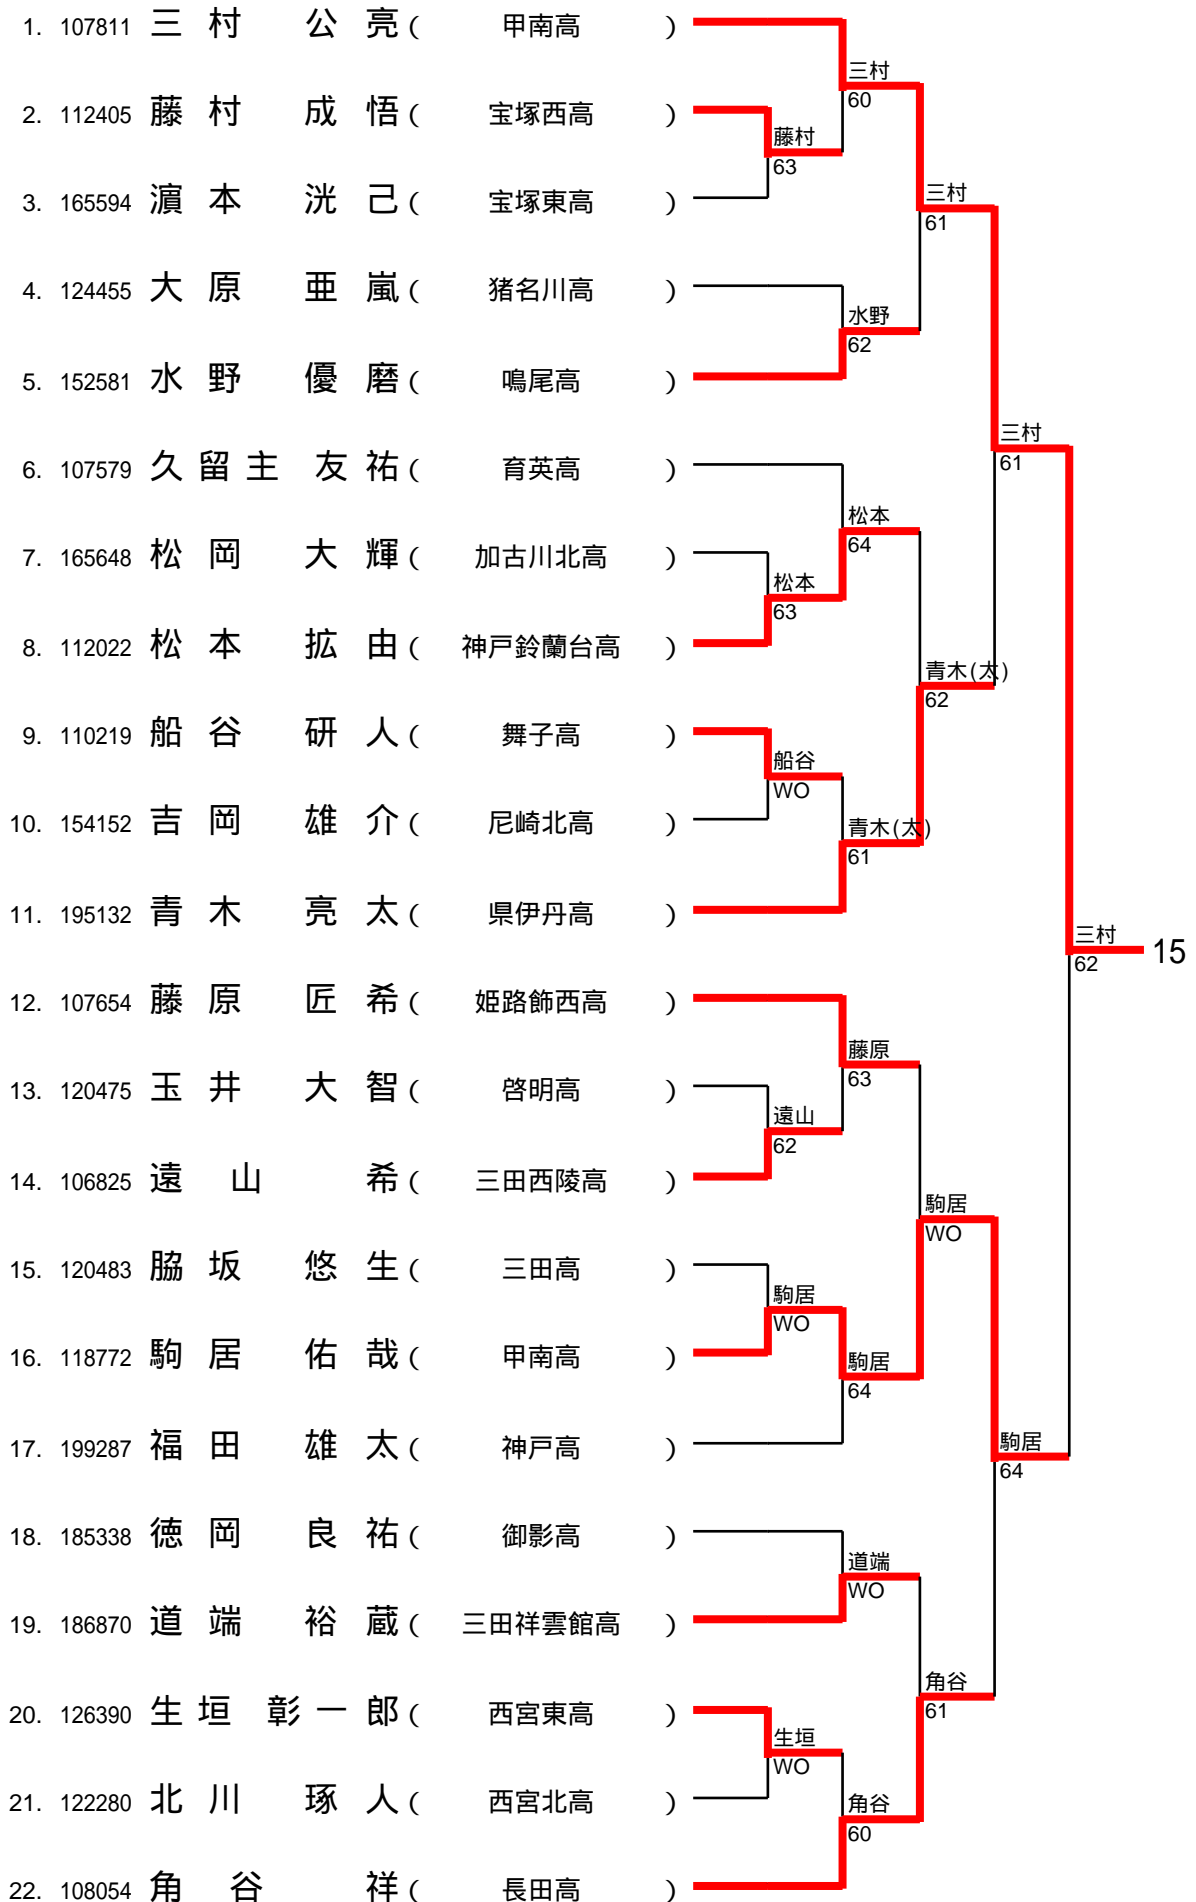 1. 107811 三村 公亮 ( 甲南高 )
三村
60
2. 112405 藤村 成悟 ( 宝塚西高 )
藤村
63
3. 165594 濵本 洸己 ( 宝塚東高 )
三村
61
4. 124455 大原 亜嵐 ( 猪名川高 )
水野
62
5. 152581 水野 優磨 ( 鳴尾高 )
三村
61
6. 107579 久留主 友祐 ( 育英高 )
松本
64
7. 165648 松岡 大輝 ( 加古川北高 )
松本
63
8. 112022 松本 拡由 ( 神戸鈴蘭台高 )
青木(太)
62
9. 110219 船谷 研人 ( 舞子高 )
船谷
WO
10. 154152 吉岡 雄介 ( 尼崎北高 )
青木(太)
61
11. 195132 青木 亮太 ( 県伊丹高 )
三村
62
15
12. 107654 藤原 匠希 ( 姫路飾西高 )
藤原
63
13. 120475 玉井 大智 ( 啓明高 )
遠山
62
14. 106825 遠山 希 ( 三田西陵高 )
駒居
WO
15. 120483 脇坂 悠生 ( 三田高 )
駒居
WO
16. 118772 駒居 佑哉 ( 甲南高 )
駒居
64
17. 199287 福田 雄太 ( 神戸高 )
駒居
64
18. 185338 徳岡 良祐 ( 御影高 )
道端
WO
19. 186870 道端 裕蔵 ( 三田祥雲館高 )
角谷
61
20. 126390 生垣 彰一郎 ( 西宮東高 )
生垣
WO
21. 122280 北川 琢人 ( 西宮北高 )
角谷
60
22. 108054 角谷 祥 ( 長田高 )